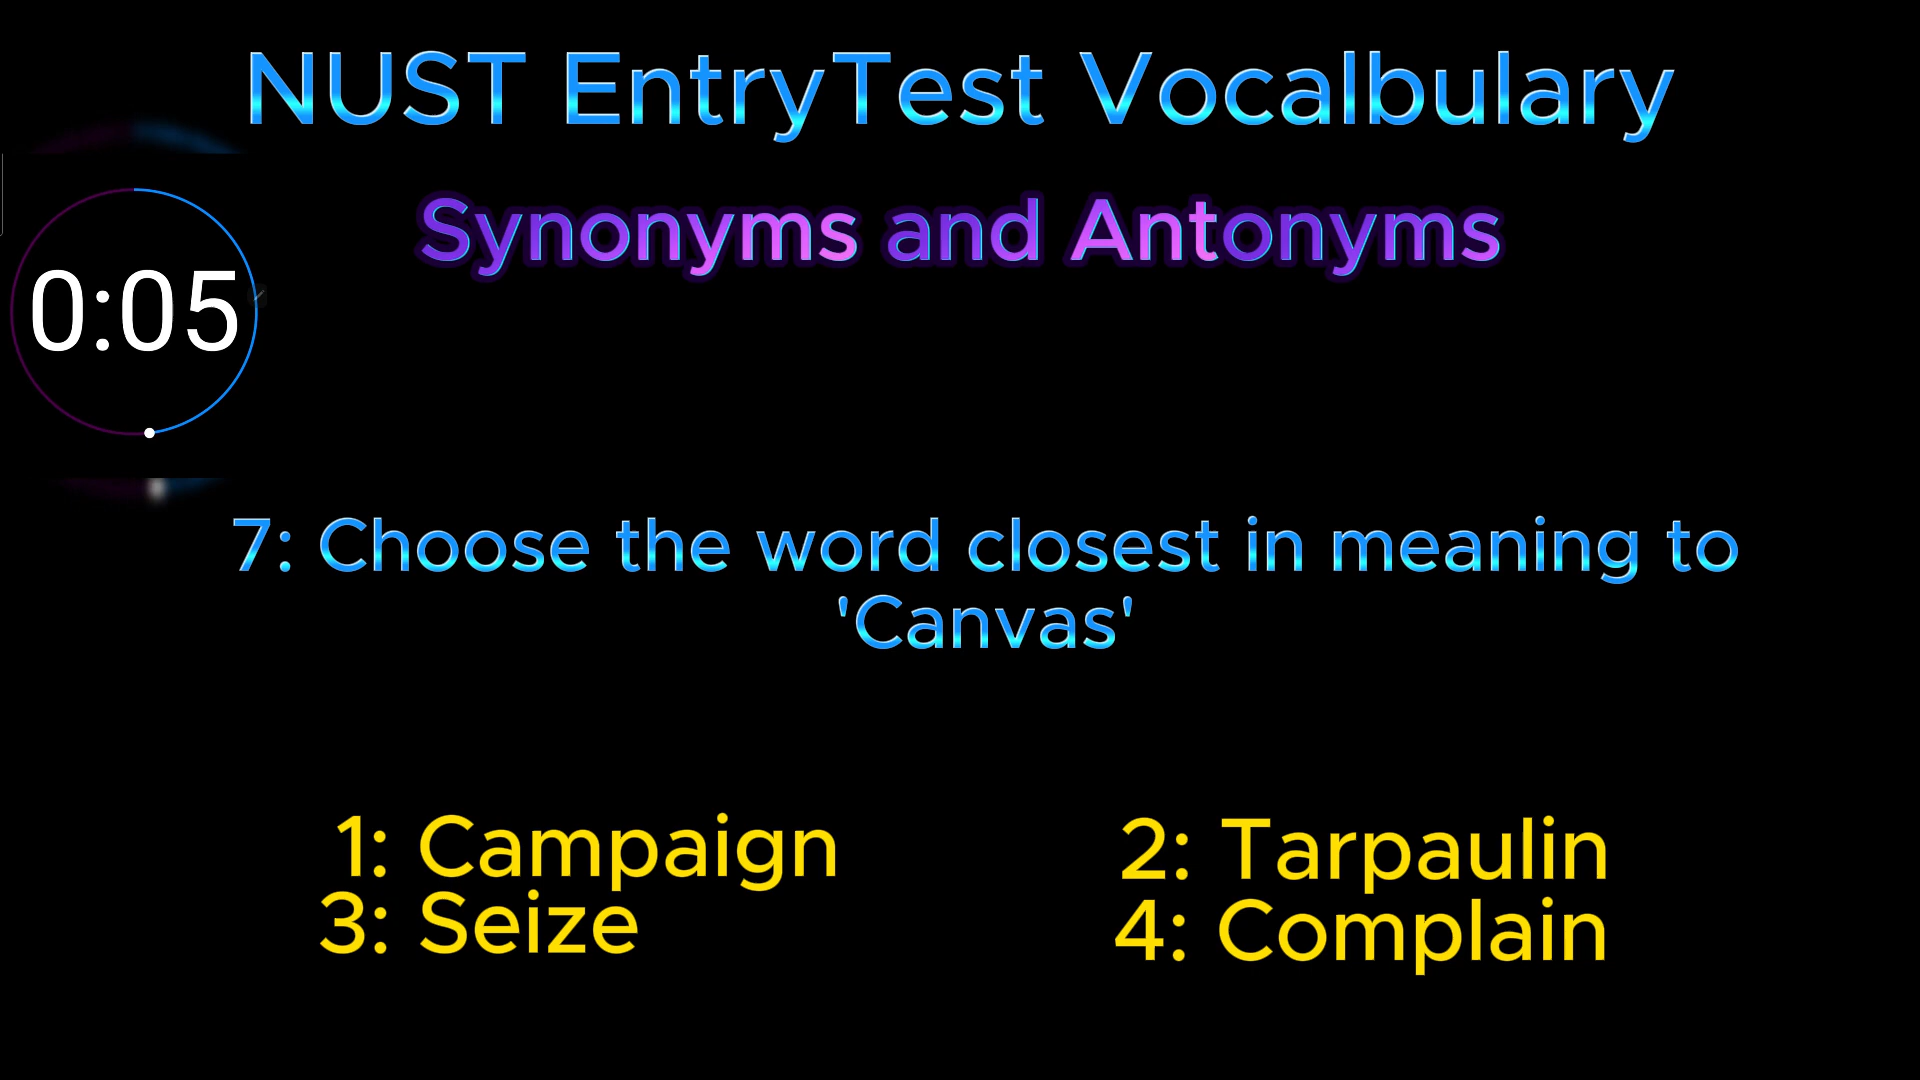 NUST EntryTest Vocalbulary
Synonyms and Antonyms
0:05
7: Choose the word closest in meaning to
'Canvas'
1: Campaign
2: Tarpaulin
3: Seize
4: Complain